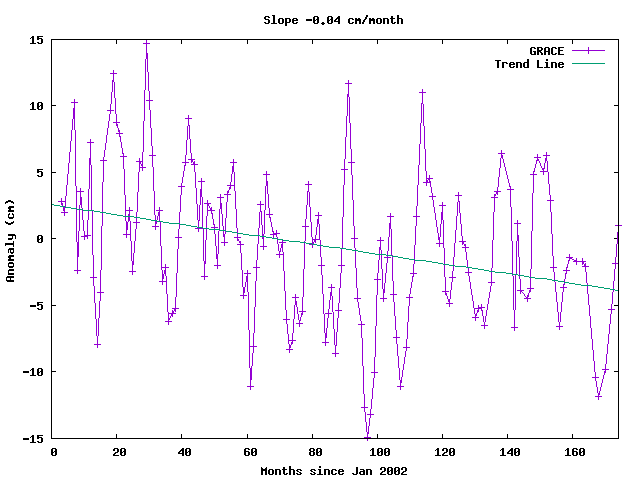 Slope -0.04 cm/month
GRACE
Trend Line
15
10
5
0
-5
-10
-15
Anomaly (cm)
0 20 40 60 80 100 120 140 160
Months since Jan 2002